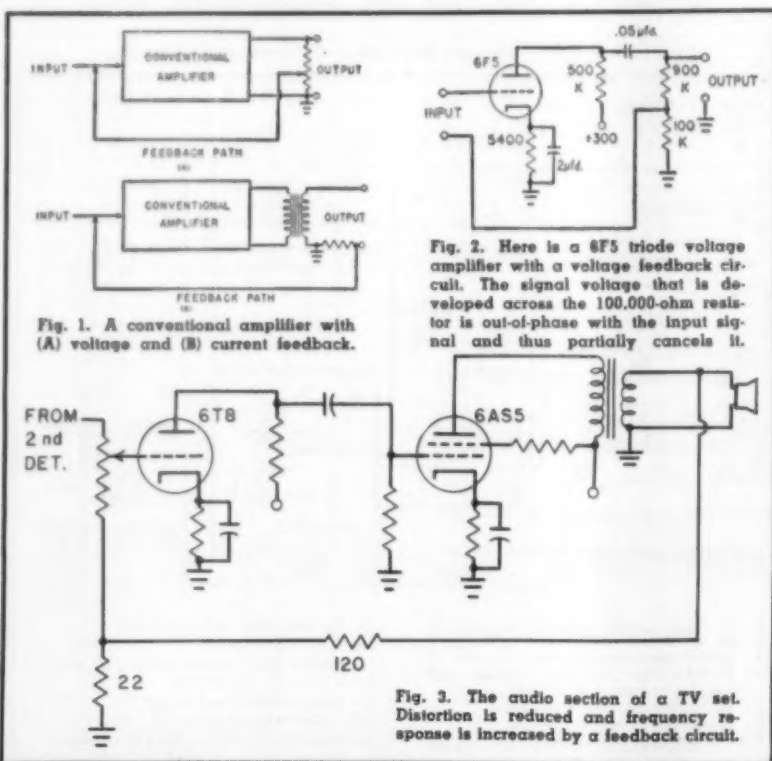 INPUT
CONVENTIONAL
AMPLIFIER
OUTPUT
FEEDBACK PATH
(A)
INPUT
CONVENTIONAL
AMPLIFIER
OUTPUT
FEEDBACK PATH
(B)
Fig. 1. A conventional amplifier with
(A) voltage and (B) current feedback.
.05µfd.
6F5
500
K
900
K
OUTPUT
INPUT
5400
2µfd.
+300
100
K
Fig. 2. Here is a 6F5 triode voltage
amplifier with a voltage feedback cir-
cuit. The signal voltage that is de-
veloped across the 100,000-ohm resis-
tor is out-of-phase with the input sig-
nal and thus partially cancels it.
FROM
2nd
DET.
6T8
6AS5
22
120
Fig. 3. The audio section of a TV set.
Distortion is reduced and frequency re-
sponse is increased by a feedback circuit.